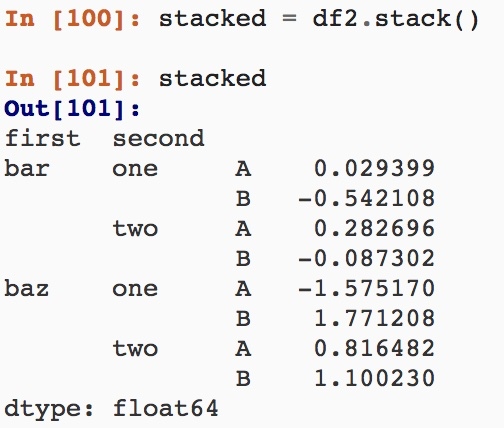 In [100]: stacked = df2.stack()
In [101]: stacked
Out[101]:
first  second
bar    one     A    0.029399
               B   -0.542108
       two     A    0.282696
               B   -0.087302
baz    one     A   -1.575170
               B    1.771208
       two     A    0.816482
               B    1.100230
dtype: float64